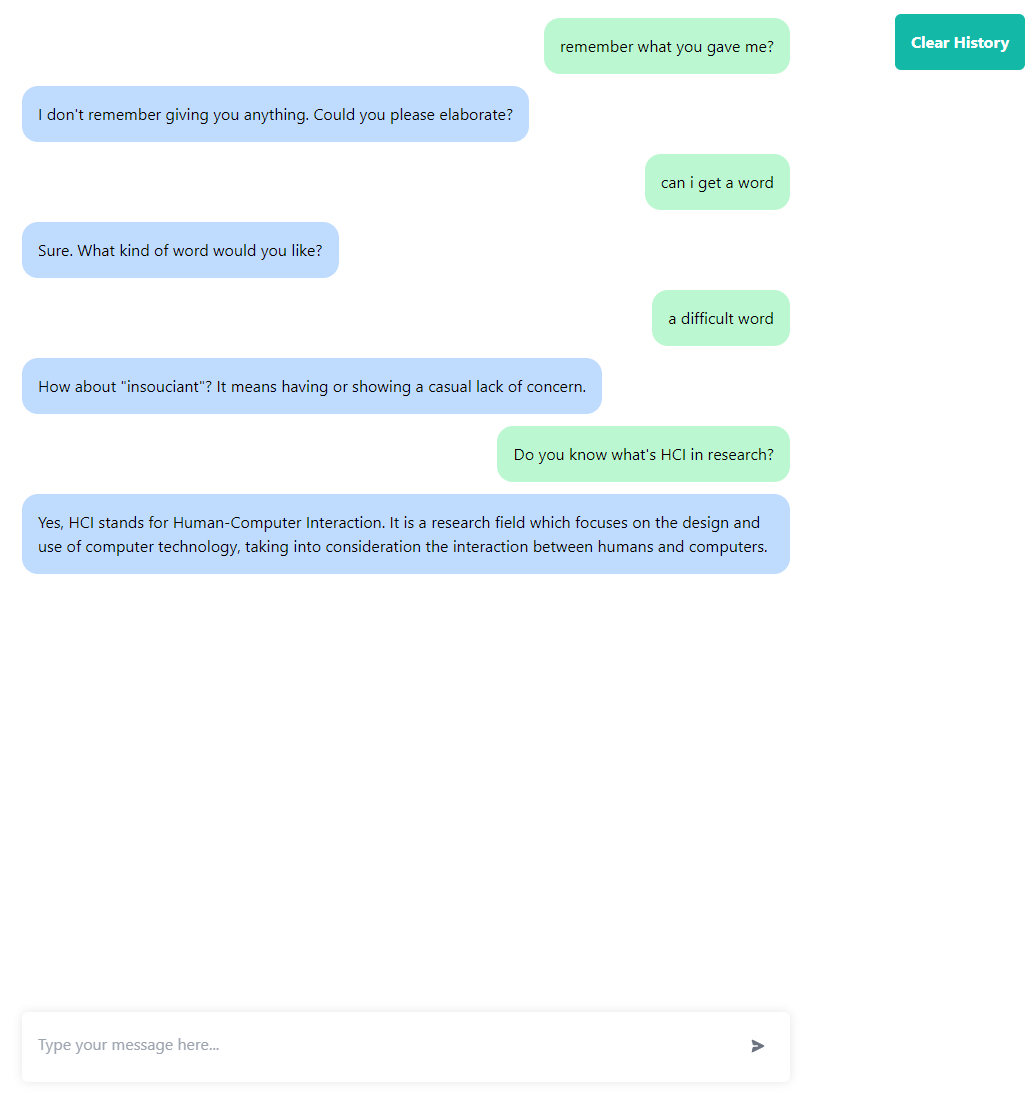 remember what you gave me?
Clear History
I don't remember giving you anything. Could you please elaborate?
can i get a word
Sure. What kind of word would you like?
a difficult word
How about "insouciant"? It means having or showing a casual lack of concern.
Do you know what's HCI in research?
Yes, HCI stands for Human-Computer Interaction. It is a research field which focuses on the design and
use of computer technology, taking into consideration the interaction between humans and computers.
Type your message here...